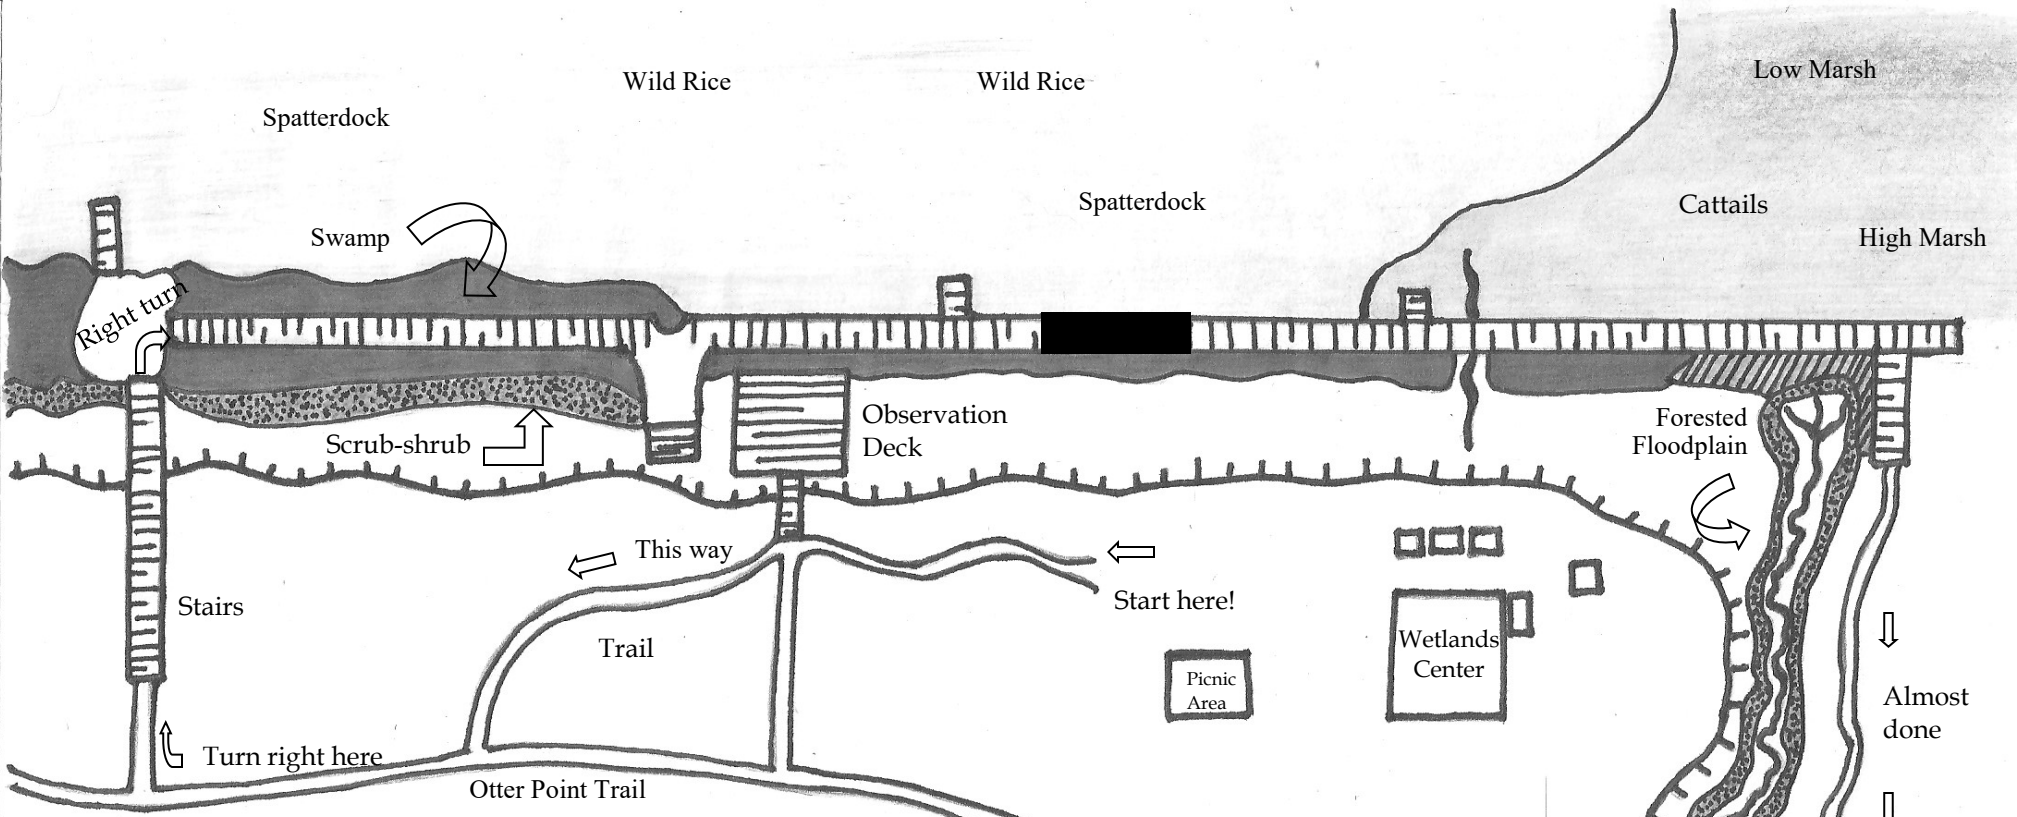 Low Marsh
Wild Rice
Wild Rice
Spatterdock
Spatterdock
Cattails
Swamp
High Marsh
Right turn
Observation
Deck
Forested
Floodplain
Scrub-shrub
This way
Start here!
Stairs
Trail
Wetlands
Center
Picnic
Area
Almost
done
Turn right here
Otter Point Trail